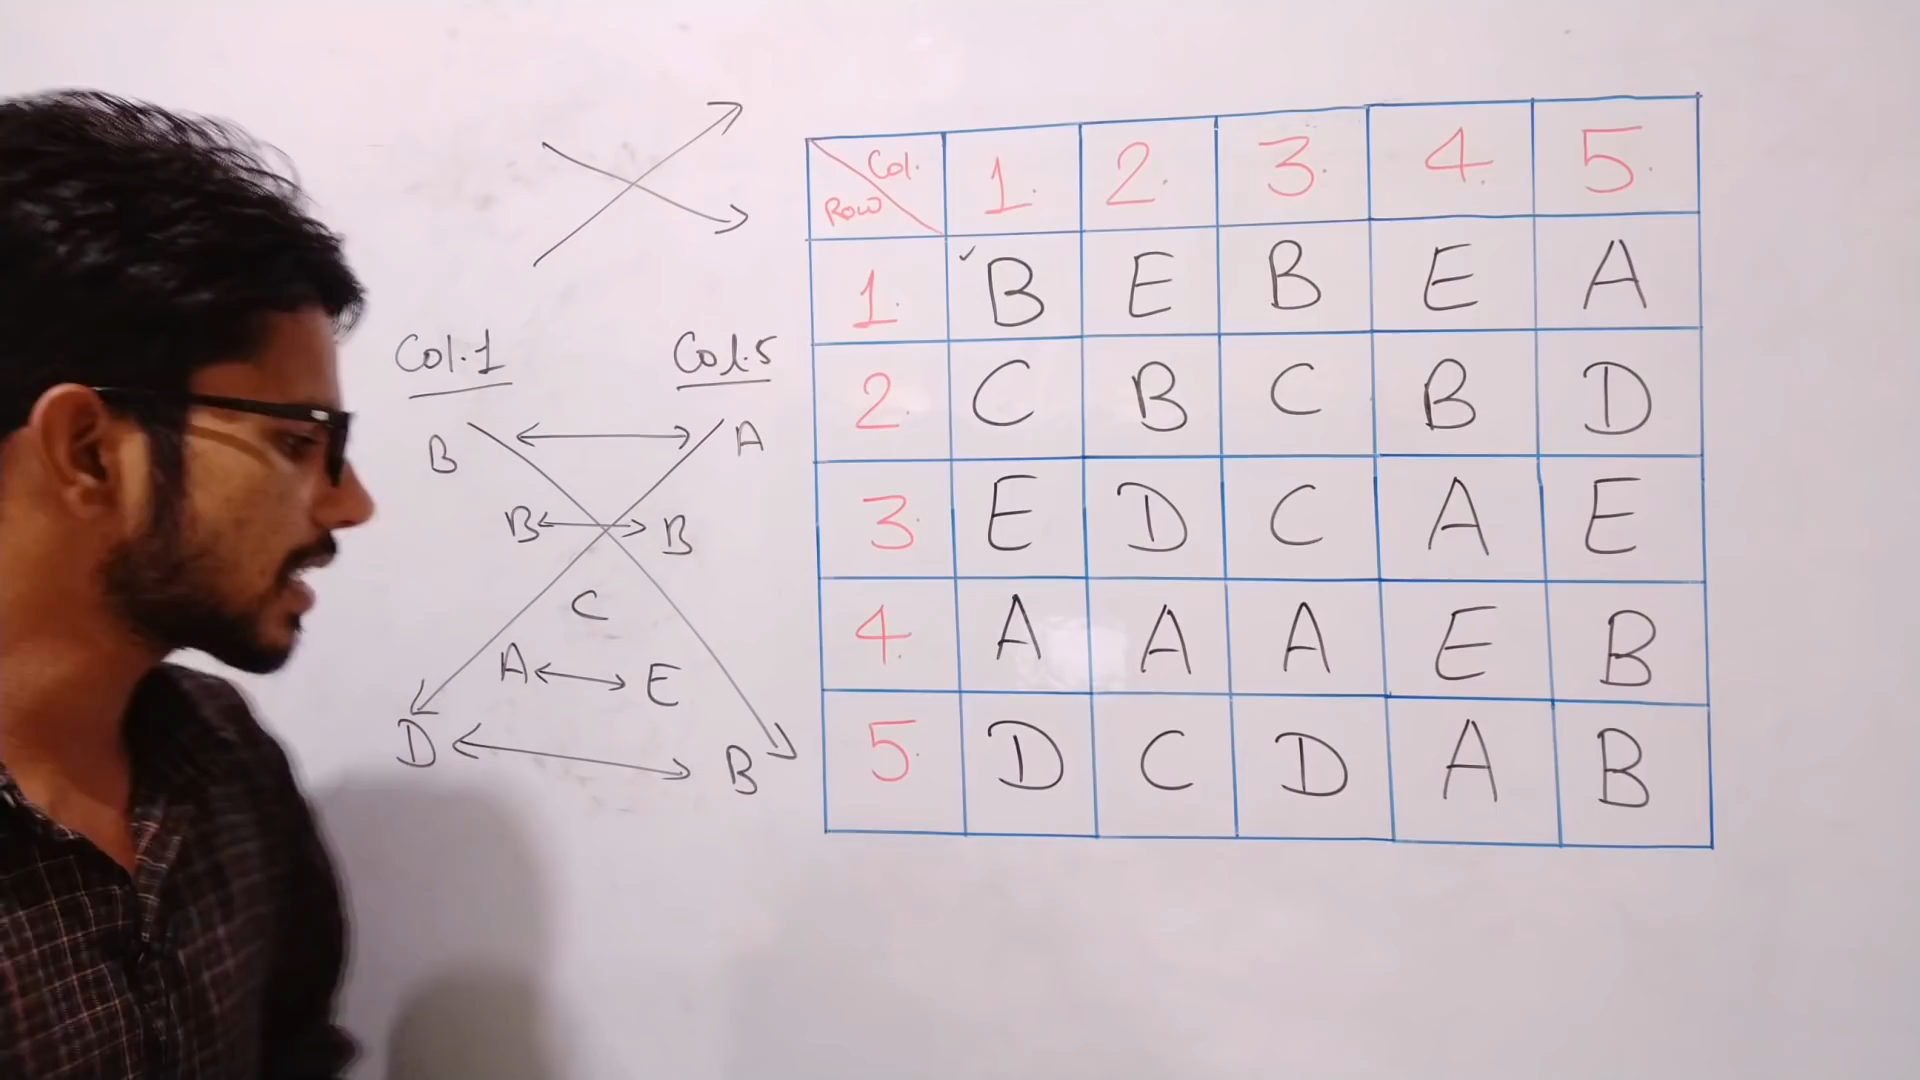 Col. 1 Col. 5
B A
B B
C
A E
D B
Col. Row 1. 2. 3. 4. 5.
1. B E B E A
2. C B C B D
3. E D C A E
4. A A A E B
5. D C D A B